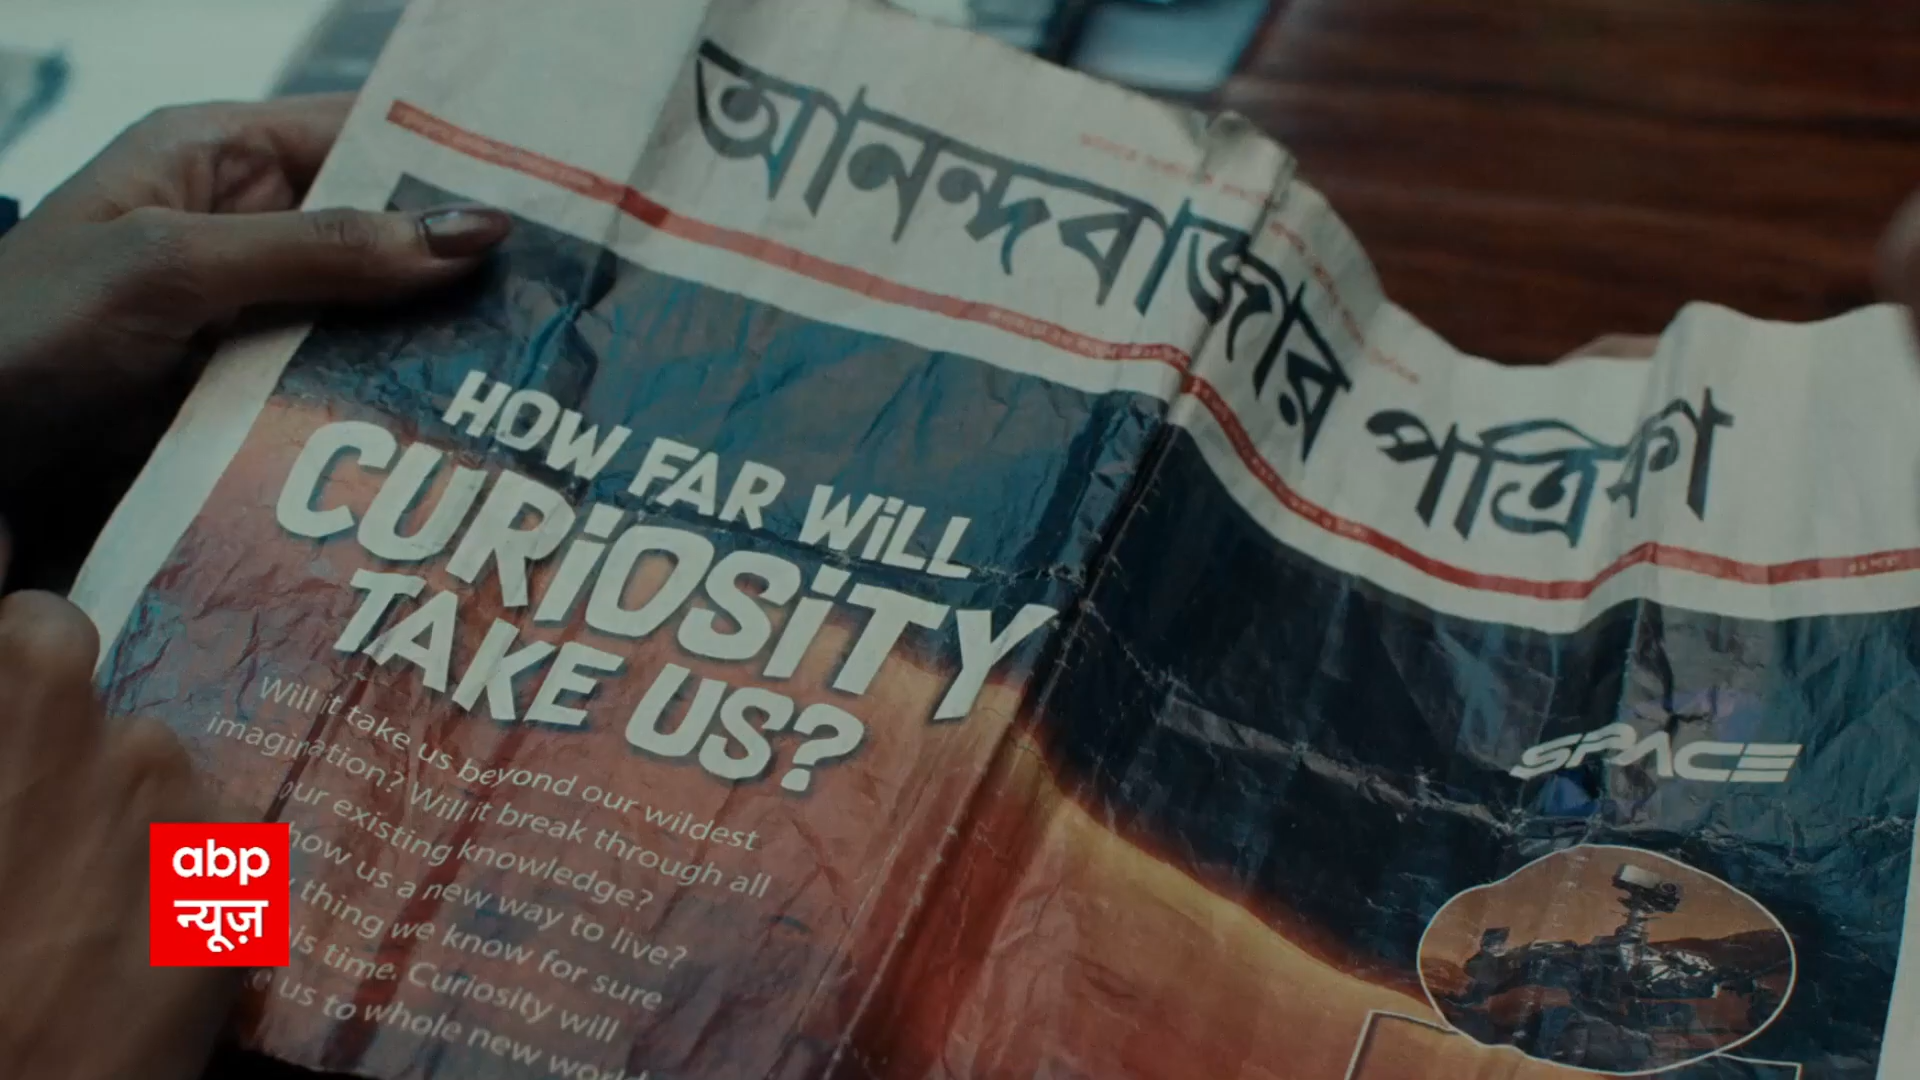 আনন্দবাজার পত্রিকা
HOW FAR WiLL
CURiOSiTY
TAKE US?
Will it take us beyond our wildest
imagination? Will it break through all
our existing knowledge?
how us a new way to live?
thing we know for sure
is time. Curiosity will
us to whole new world
SPACE
abp
न्यूज़